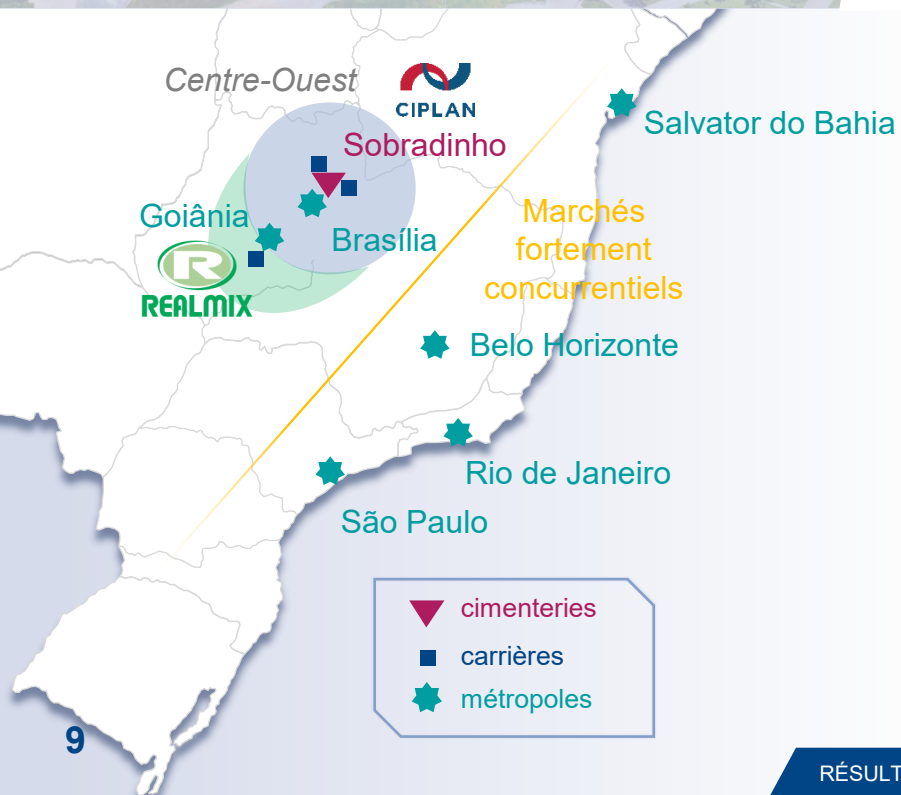 Centre-Ouest
CIPLAN
Sobradinho
Salvator do Bahia
Goiânia
Brasília
R
REALMIX
Marchés
fortement
concurrentiels
Belo Horizonte
Rio de Janeiro
São Paulo
cimenteries
carrières
métropoles
9
RÉSULT